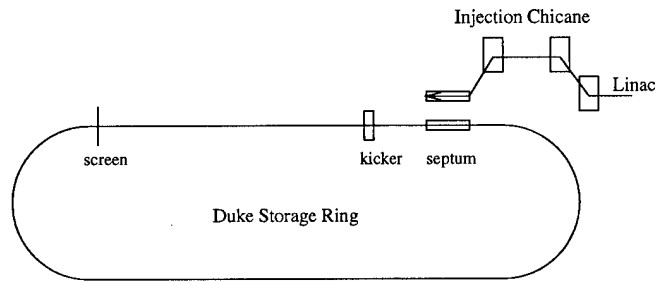 Injection Chicane
Linac
screen
kicker
septum
Duke Storage Ring